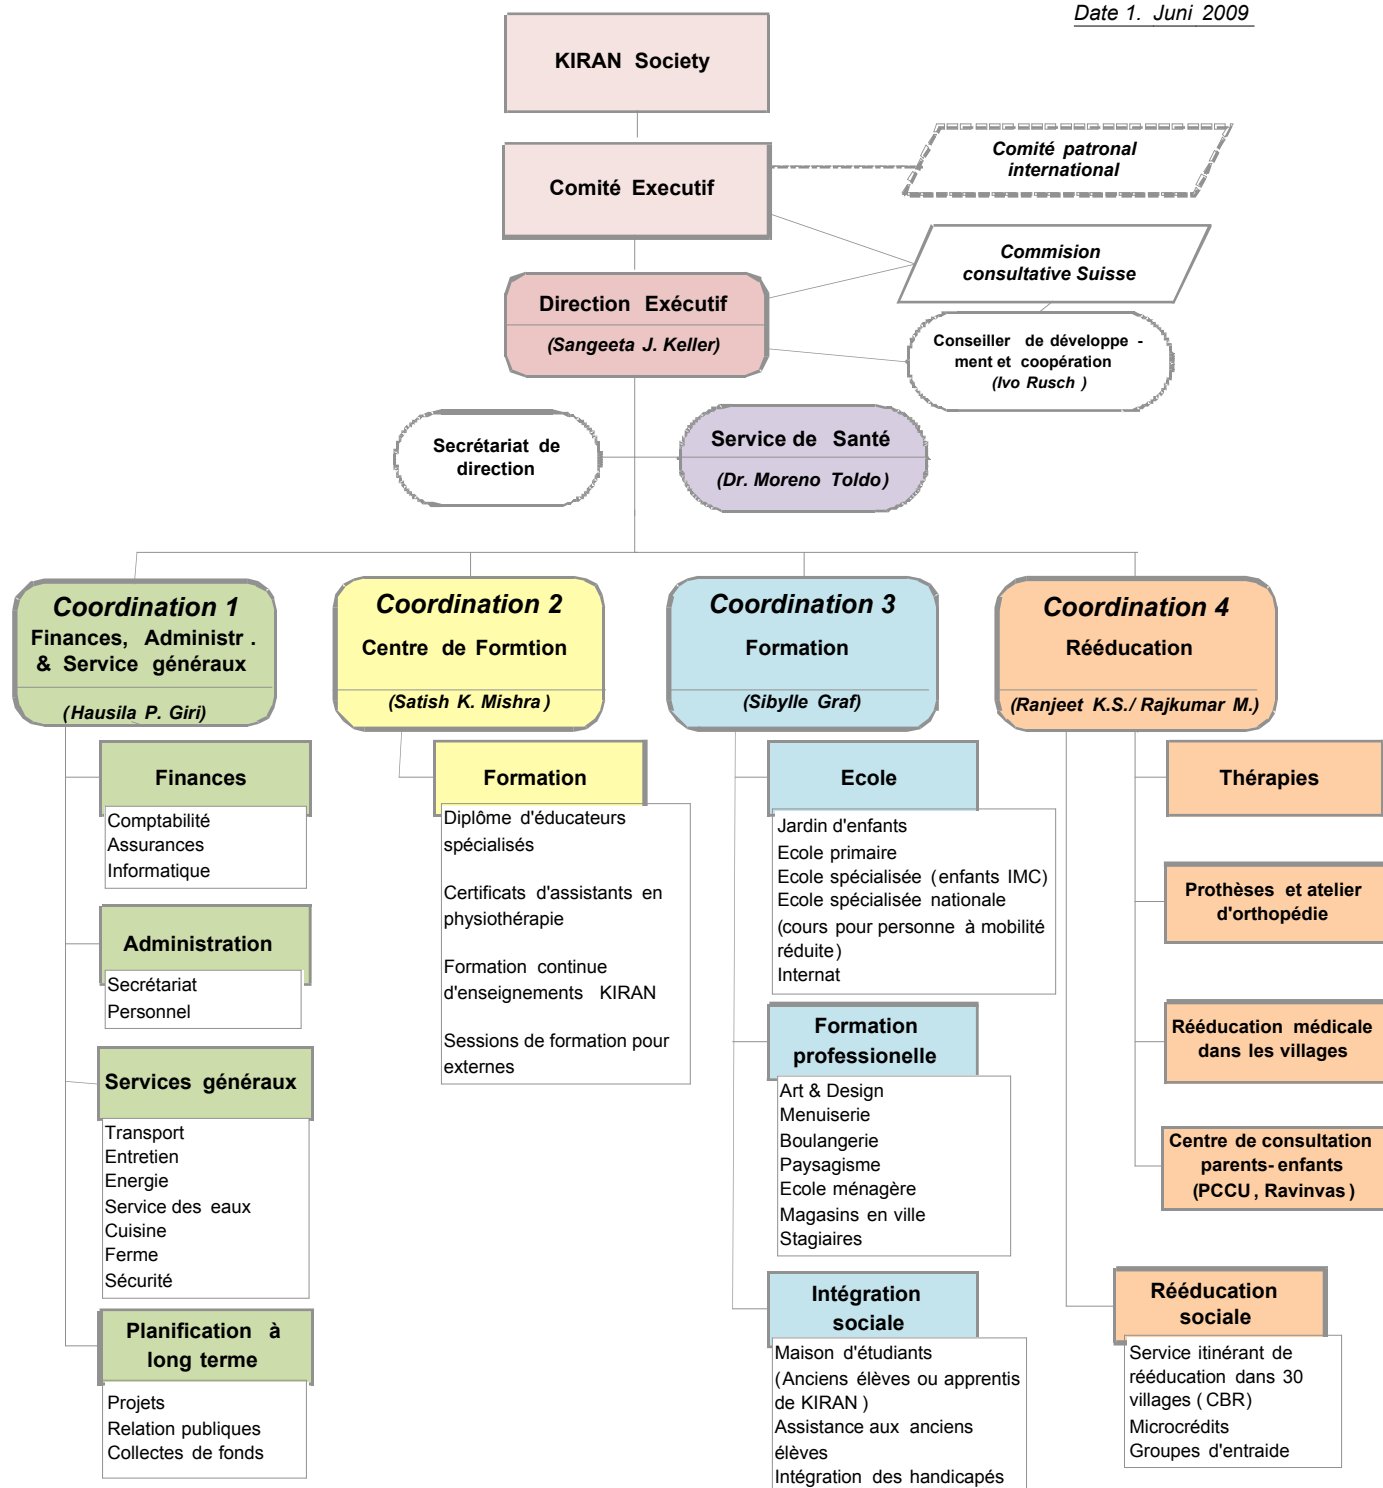 Date 1. Juni 2009
KIRAN Society
Comité Executif
Comité patronal
international
Commision
consultative Suisse
Direction Exécutif
(Sangeeta J. Keller)
Conseiller de développe -
ment et coopération
(Ivo Rusch )
Secrétariat de
direction
Service de Santé
(Dr. Moreno Toldo)
Coordination 1
Finances, Administr .
& Service généraux
(Hausila P. Giri)
Finances
Comptabilité
Assurances
Informatique
Administration
Secrétariat
Personnel
Services généraux
Transport
Entretien
Energie
Service des eaux
Cuisine
Ferme
Sécurité
Planification à
long terme
Projets
Relation publiques
Collectes de fonds
Coordination 2
Centre de Formtion
(Satish K. Mishra )
Formation
Diplôme d'éducateurs
spécialisés
Certificats d'assistants en
physiothérapie
Formation continue
d'enseignements KIRAN
Sessions de formation pour
externes
Coordination 3
Formation
(Sibylle Graf)
Ecole
Jardin d'enfants
Ecole primaire
Ecole spécialisée (enfants IMC)
Ecole spécialisée nationale
(cours pour personne à mobilité
réduite)
Internat
Formation
professionelle
Art & Design
Menuiserie
Boulangerie
Paysagisme
Ecole ménagère
Magasins en ville
Stagiaires
Intégration
sociale
Maison d'étudiants
(Anciens élèves ou apprentis
de KIRAN )
Assistance aux anciens
élèves
Intégration des handicapés
Coordination 4
Rééducation
(Ranjeet K.S./ Rajkumar M.)
Thérapies
Prothèses et atelier
d'orthopédie
Rééducation médicale
dans les villages
Centre de consultation
parents- enfants
(PCCU , Ravinvas )
Rééducation
sociale
Service itinérant de
rééducation dans 30
villages ( CBR)
Microcrédits
Groupes d'entraide